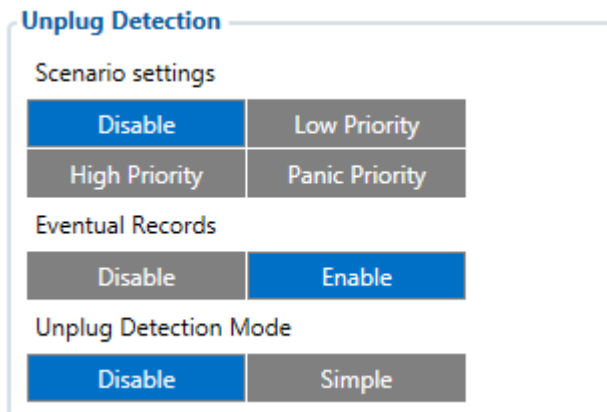 Unplug Detection
Scenario settings
Disable Low Priority
High Priority Panic Priority
Eventual Records
Disable Enable
Unplug Detection Mode
Disable Simple